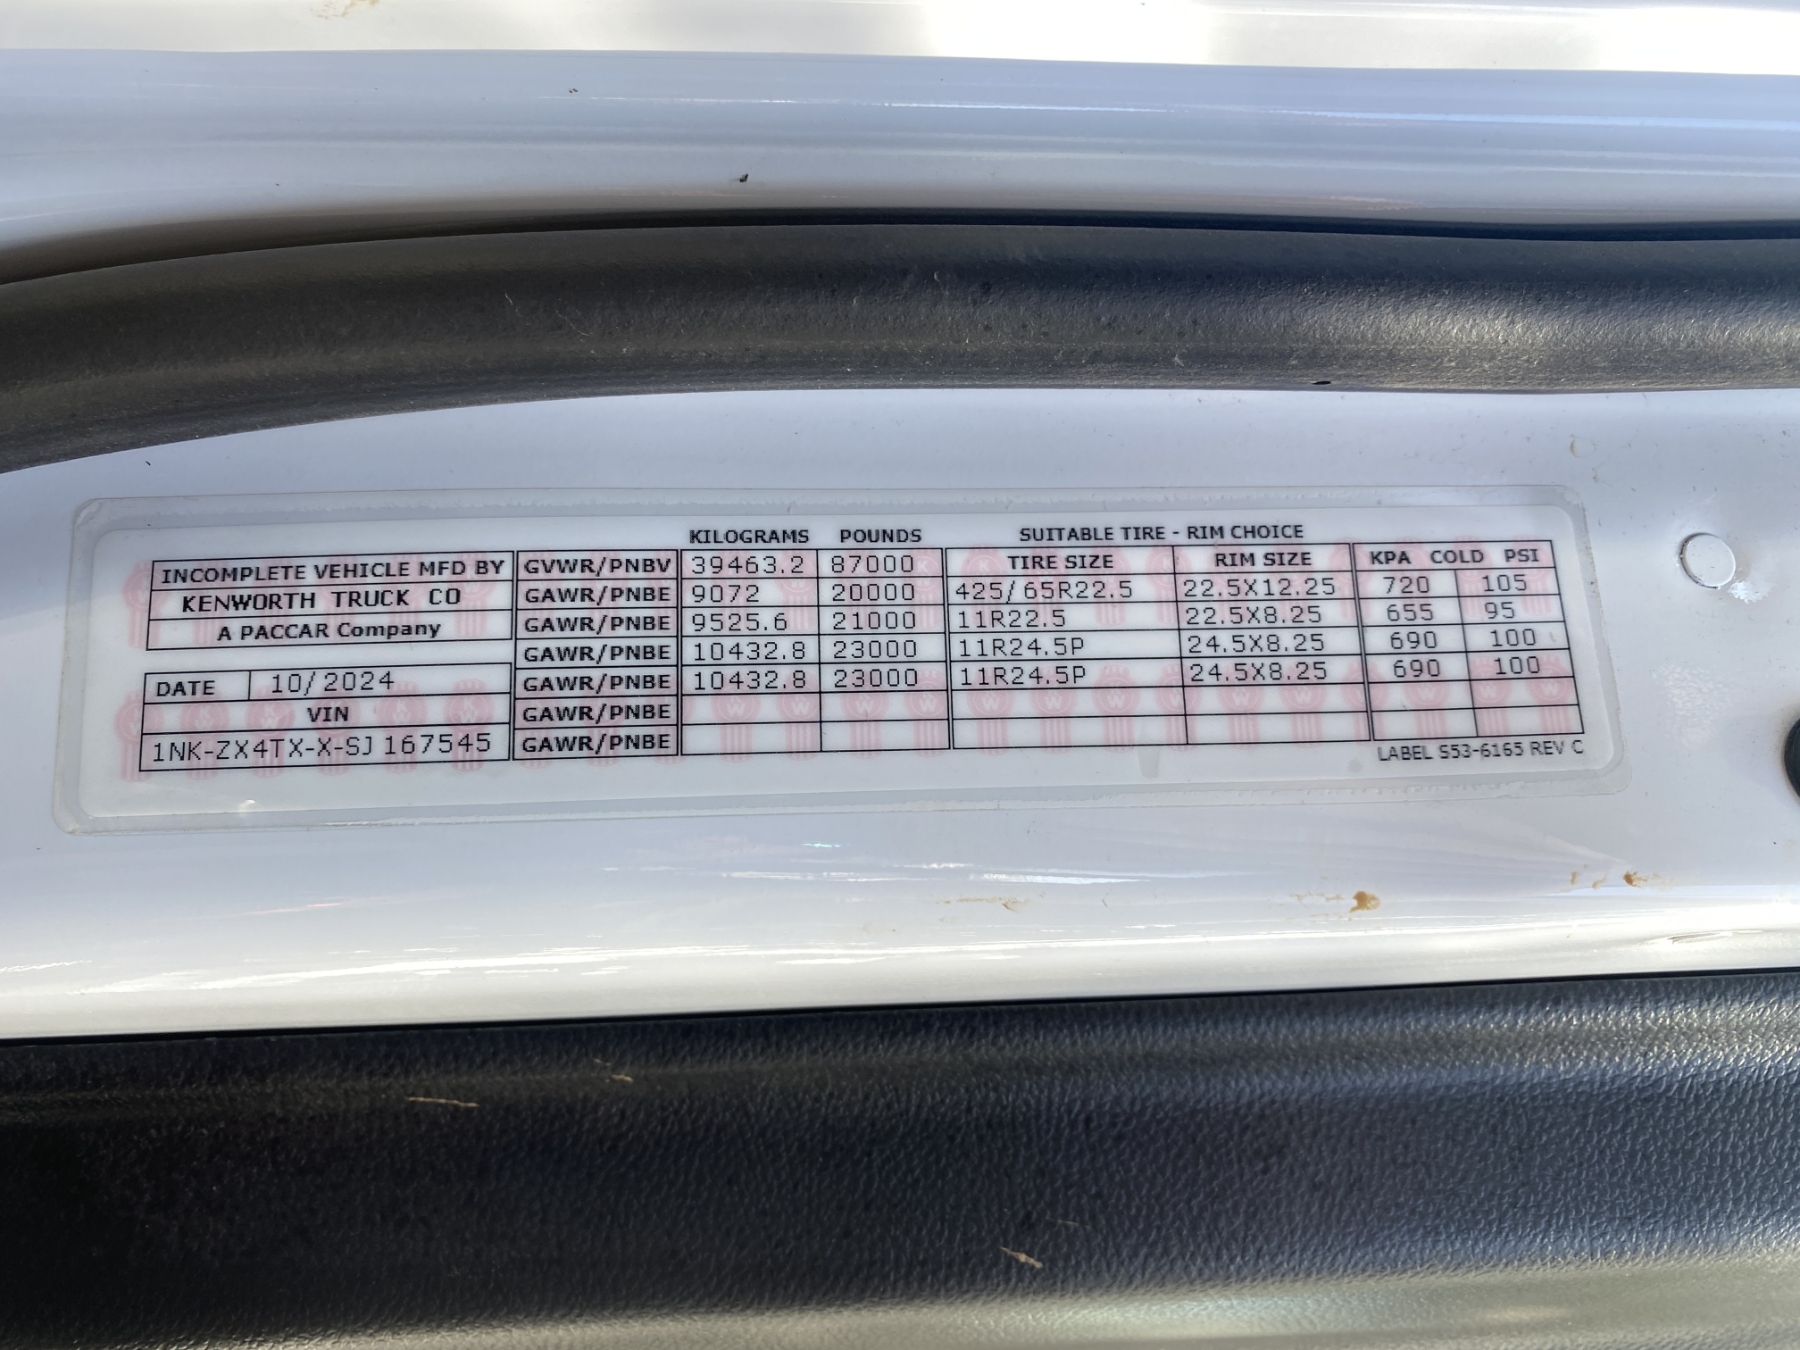 KILOGRAMS POUNDS SUITABLE TIRE - RIM CHOICE
INCOMPLETE VEHICLE MFD BY GVWR/PNBV 39463.2 87000 TIRE SIZE RIM SIZE KPA COLD PSI
KENWORTH TRUCK CO GAWR/PNBE 9072 20000 425/65R22.5 22.5X12.25 720 105
A PACCAR Company GAWR/PNBE 9525.6 21000 11R22.5 22.5X8.25 655 95
GAWR/PNBE 10432.8 23000 11R24.5P 24.5X8.25 690 100
DATE 10/2024 GAWR/PNBE 10432.8 23000 11R24.5P 24.5X8.25 690 100
VIN GAWR/PNBE
1NK-ZX4TX-X-SJ 167545 GAWR/PNBE
LABEL S53-6165 REV C